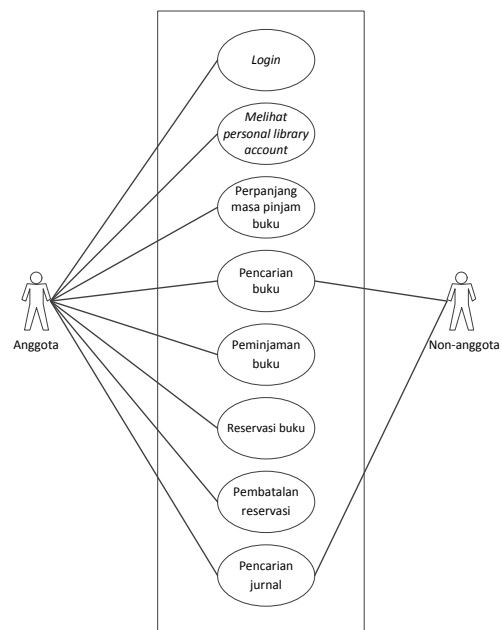 Login
Melihat
personal library
account
Perpanjang
masa pinjam
buku
Pencarian
buku
Anggota
Non-anggota
Peminjaman
buku
Reservasi buku
Pembatalan
reservasi
Pencarian
jurnal